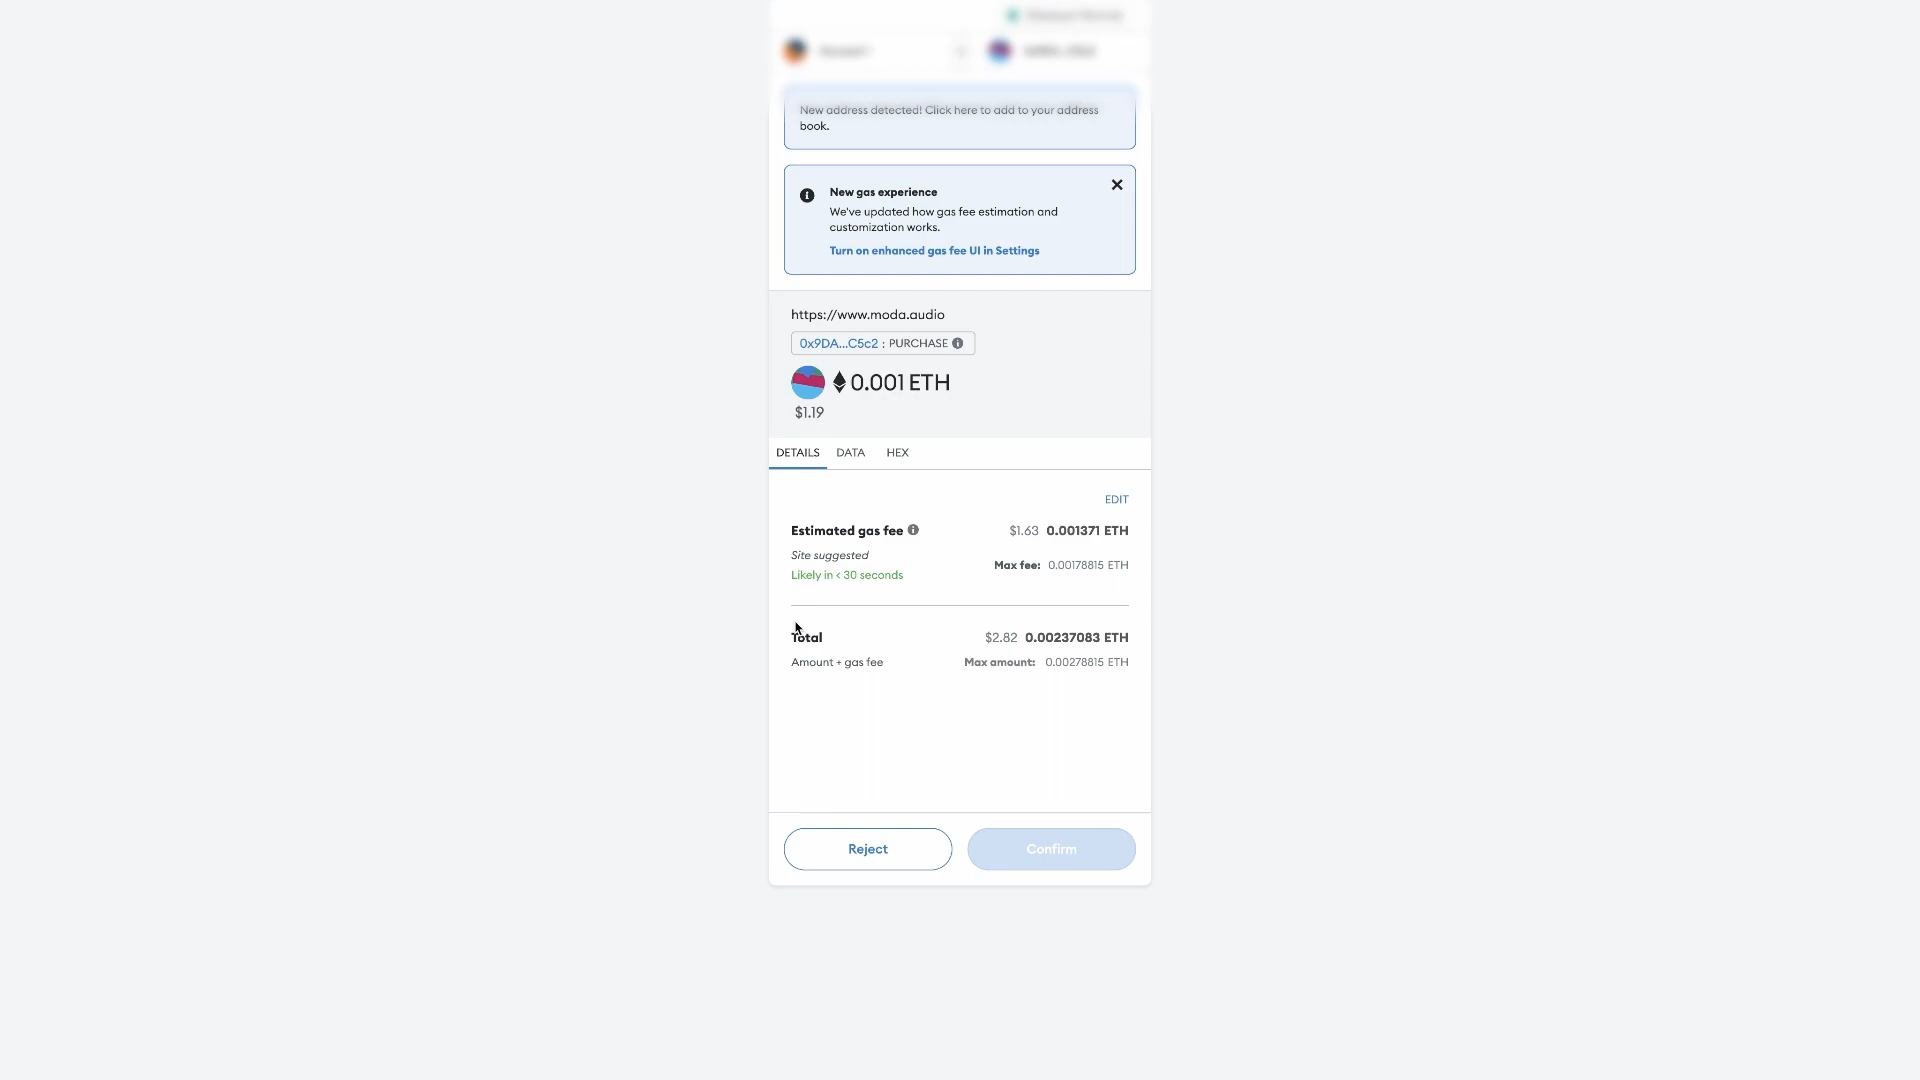 New address detected! Click here to add to your address
book.
New gas experience
We've updated how gas fee estimation and
customization works.
Turn on enhanced gas fee UI in Settings
https://www.moda.audio
0x9DA...C5c2 : PURCHASE
0.001 ETH
$1.19
DETAILS DATA HEX
EDIT
Estimated gas fee $1.63 0.001371 ETH
Site suggested
Max fee: 0.00178815 ETH
Likely in < 30 seconds
Total $2.82 0.00237083 ETH
Amount + gas fee Max amount: 0.00278815 ETH
Reject Confirm